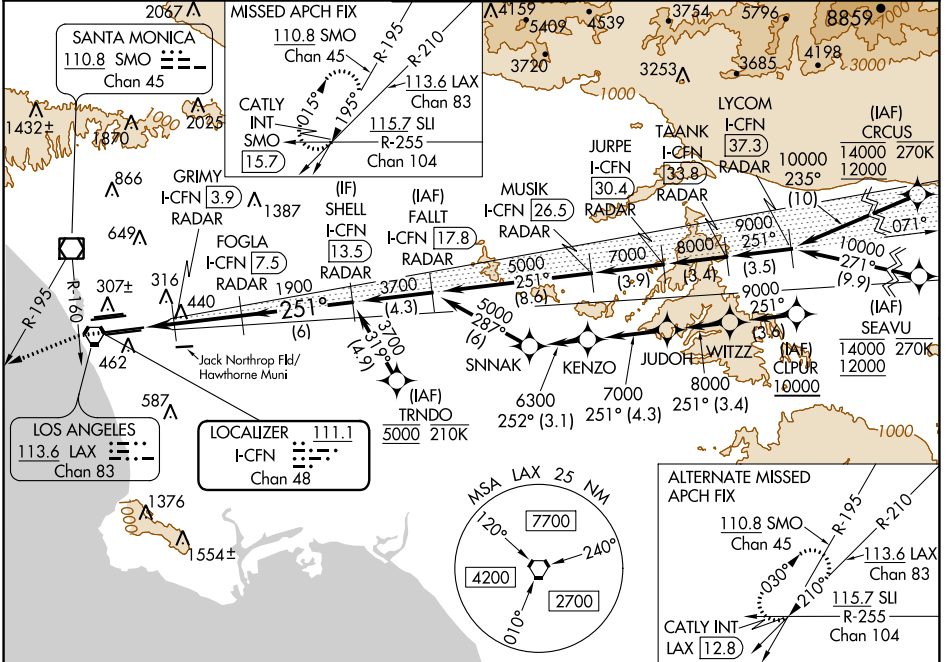 2067
SANTA MONICA
110.8 SMO
Chan 45
MISSED APCH FIX
110.8 SMO
Chan 45
R-195
R-210
113.6 LAX
Chan 83
015°
195°
CATLY
INT
SMO
15.7
115.7 SLI
R-255
Chan 104
4159
5409
4539
3754
5796
8859
7000
3720
3253
3685
4198
3000
1000
1432±
1870
1000
2025
866
649
1387
GRIMY
I-CFN 3.9
RADAR
FOGLA
I-CFN 7.5
RADAR
(IF)
SHELL
I-CFN
13.5
RADAR
(IAF)
FALLT
I-CFN 17.8
RADAR
MUSIK
I-CFN 26.5
RADAR
JURPE
I-CFN
30.4
RADAR
TAANK
I-CFN
33.8
RADAR
LYCOM
I-CFN
37.3
RADAR
10000
235°
(10)
(IAF)
CRCUS
14000 270K
12000
071°
10000
271°
(9.9)
(IAF)
SEAVU
14000 270K
12000
9000
251°
(3.5)
8000
(3.4)
7000
(3.9)
5000
251°
(8.6)
3700
(4.3)
1900
251°
(6)
9000
251°
(3.6)
(IAF)
CLPUR
10000
WITZZ
8000
251° (3.4)
JUDOH
7000
251° (4.3)
KENZO
6300
252° (3.1)
SNNAK
5000
287°
(6)
3700
319°
(4.9)
(IAF)
TRNDO
5000 210K
307±
316
440
462
R-195
R-160
Jack Northrop Fld/
Hawthorne Muni
587
LOS ANGELES
113.6 LAX
Chan 83
LOCALIZER 111.1
I-CFN
Chan 48
1000
1376
1554±
MSA LAX 25 NM
120°
7700
240°
4200
2700
010°
1000
ALTERNATE MISSED
APCH FIX
110.8 SMO
Chan 45
R-195
R-210
113.6 LAX
Chan 83
030°
210°
115.7 SLI
R-255
Chan 104
CATLY INT
LAX 12.8